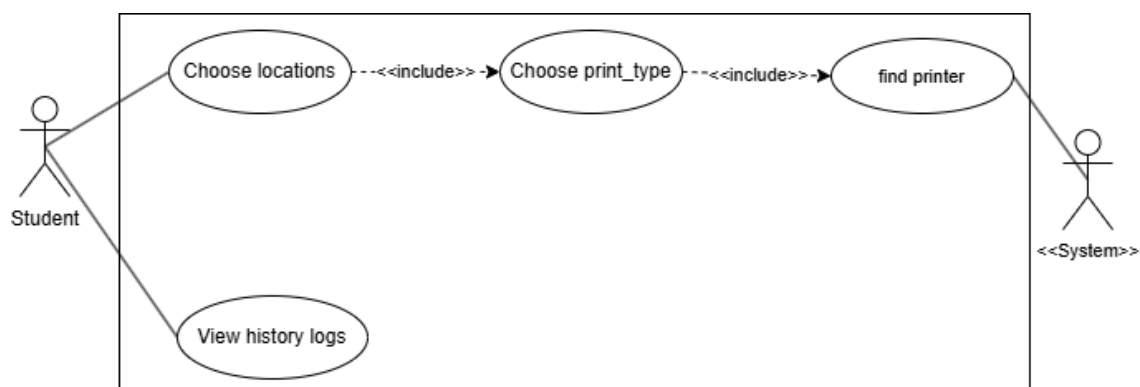 Choose locations
<<include>>
Choose print_type
<<include>>
find printer
Student
<<System>>
View history logs